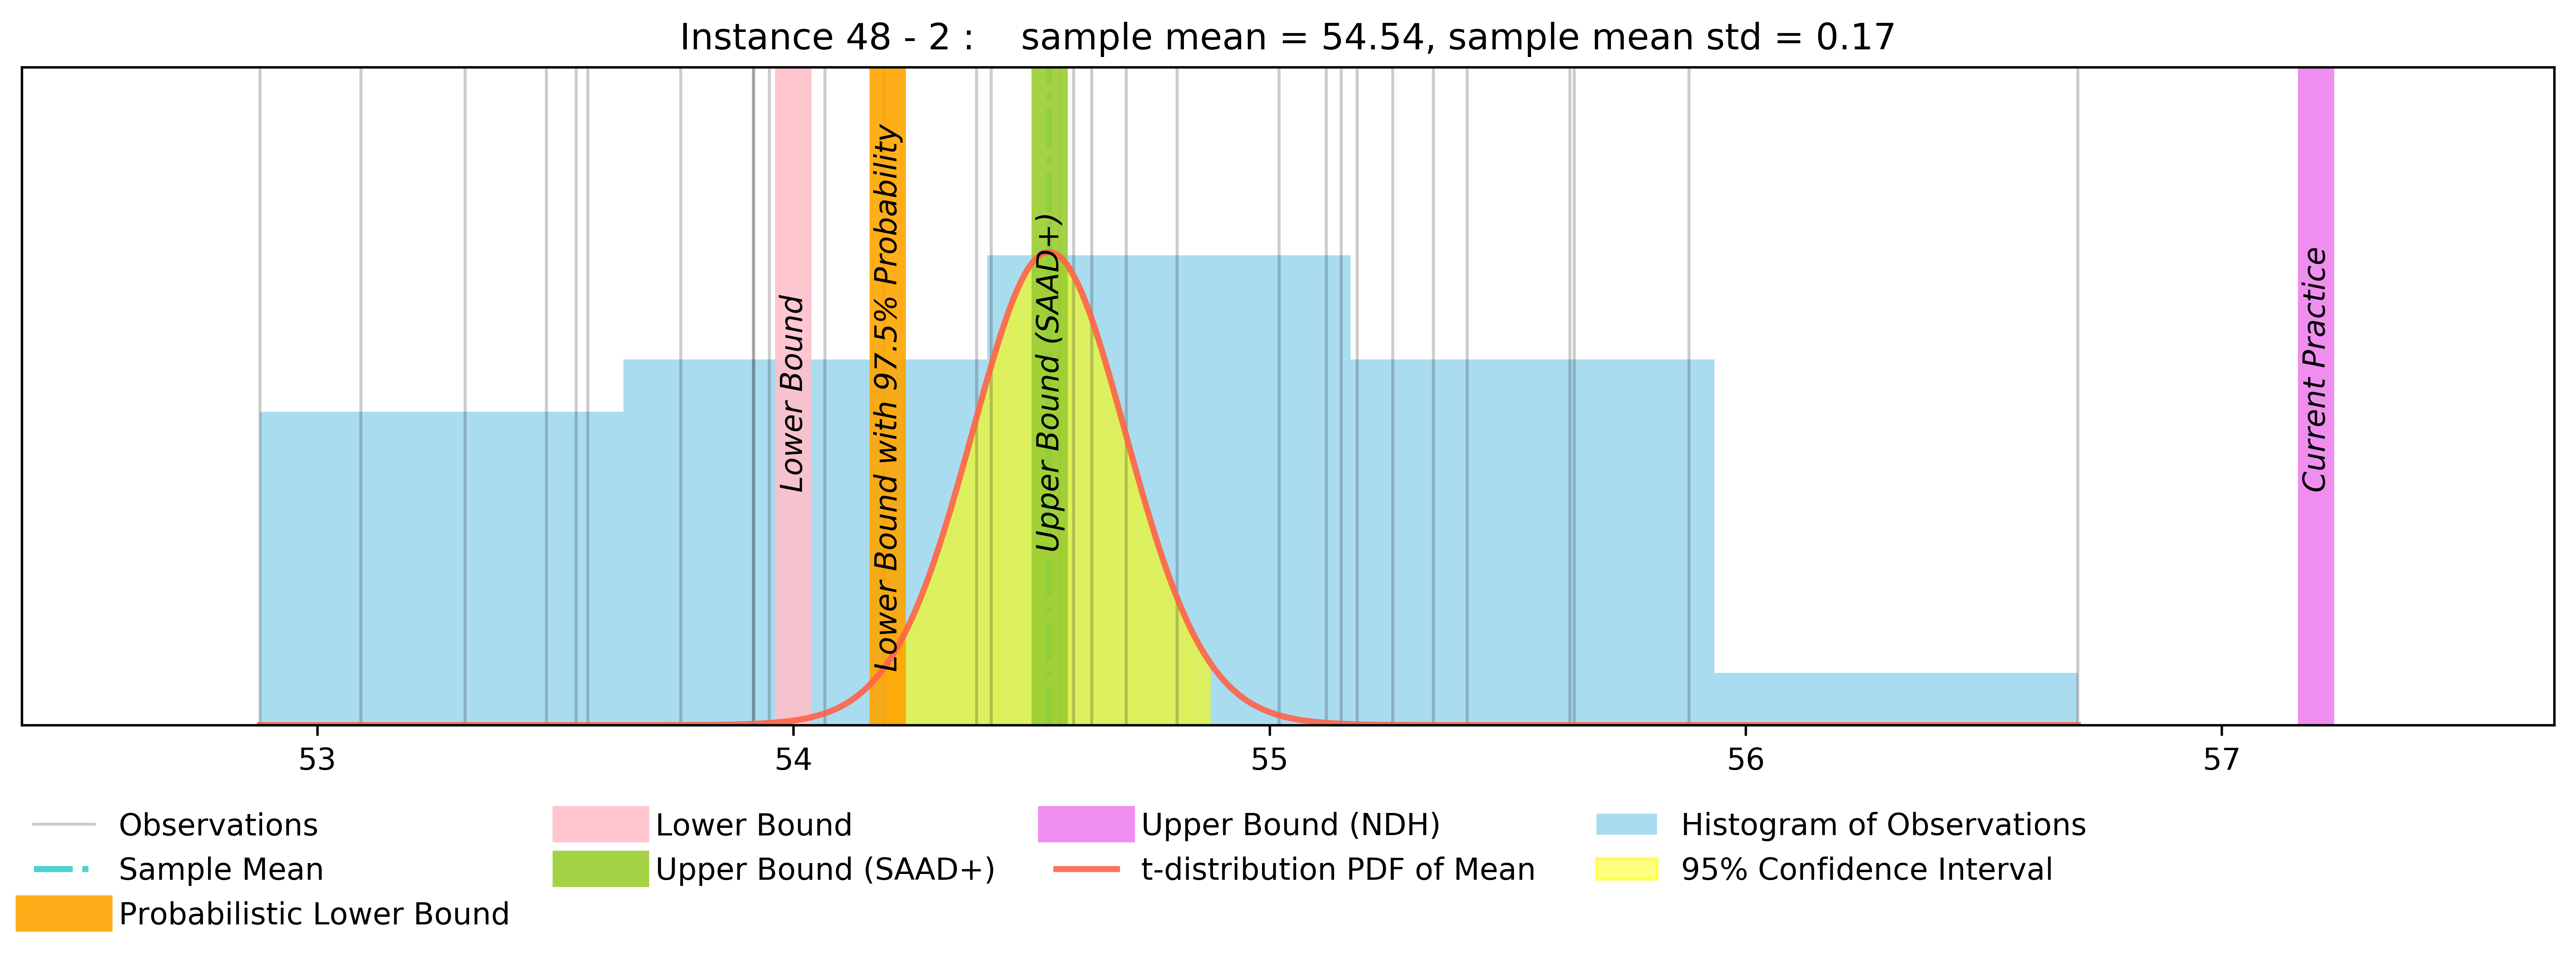 Instance 48 - 2 :    sample mean = 54.54, sample mean std = 0.17
Lower Bound
Lower Bound with 97.5% Probability
Upper Bound (SAAD+)
Current Practice
53 54 55 56 57
Observations Lower Bound Upper Bound (NDH) Histogram of Observations
Sample Mean Upper Bound (SAAD+) t-distribution PDF of Mean 95% Confidence Interval
Probabilistic Lower Bound